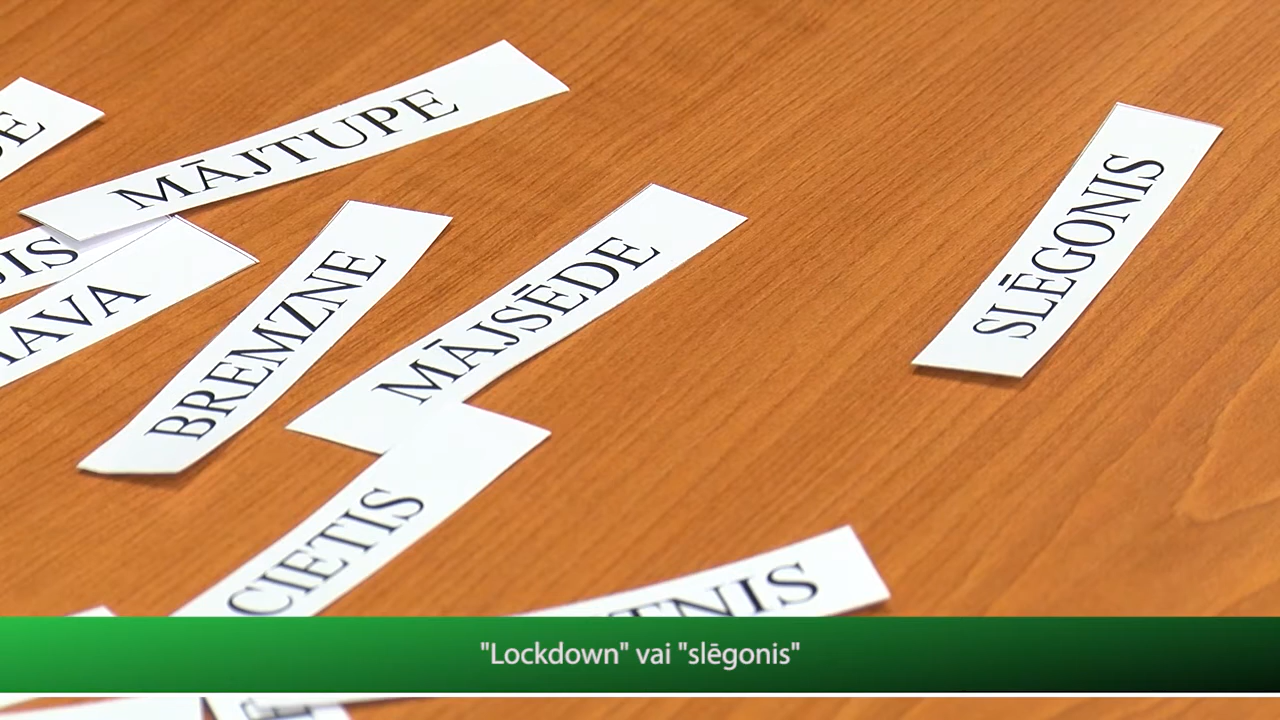 MĀJTUPE
BREMZNE
MĀJSĒDE
SLĒGONIS
CIETIS
"Lockdown" vai "slēgonis"